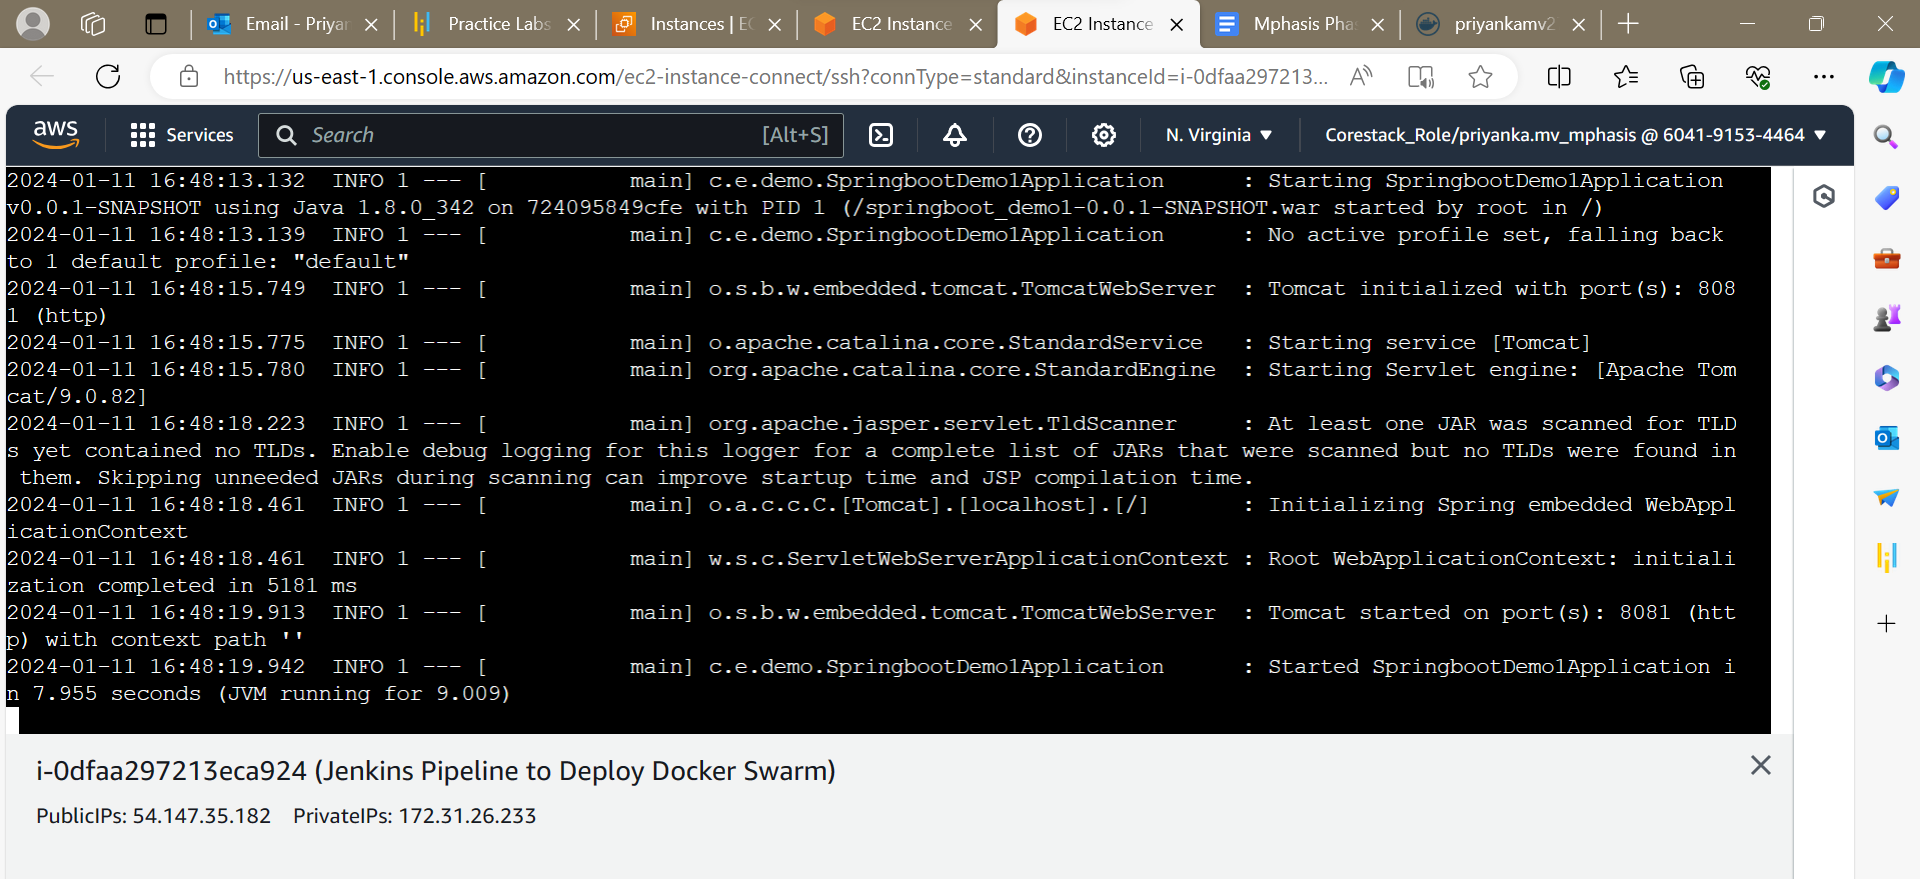 Email - Priyan
Practice Labs
Instances | EC
EC2 Instance
EC2 Instance
Mphasis Pha
priyankamv2
https://us-east-1.console.aws.amazon.com/ec2-instance-connect/ssh?connType=standard&instanceId=i-0dfaa297213...
aws
Services
Search
[Alt+S]
N. Virginia
Corestack_Role/priyanka.mv_mphasis @ 6041-9153-4464
2024-01-11 16:48:13.132  INFO 1 --- [           main] c.e.demo.SpringbootDemo1Application      : Starting SpringbootDemo1Application
v0.0.1-SNAPSHOT using Java 1.8.0_342 on 724095849cfe with PID 1 (/springboot_demo1-0.0.1-SNAPSHOT.war started by root in /)
2024-01-11 16:48:13.139  INFO 1 --- [           main] c.e.demo.SpringbootDemo1Application      : No active profile set, falling back
to 1 default profile: "default"
2024-01-11 16:48:15.749  INFO 1 --- [           main] o.s.b.w.embedded.tomcat.TomcatWebServer  : Tomcat initialized with port(s): 808
1 (http)
2024-01-11 16:48:15.775  INFO 1 --- [           main] o.apache.catalina.core.StandardService   : Starting service [Tomcat]
2024-01-11 16:48:15.780  INFO 1 --- [           main] org.apache.catalina.core.StandardEngine  : Starting Servlet engine: [Apache Tom
cat/9.0.82]
2024-01-11 16:48:18.223  INFO 1 --- [           main] org.apache.jasper.servlet.TldScanner     : At least one JAR was scanned for TLD
s yet contained no TLDs. Enable debug logging for this logger for a complete list of JARs that were scanned but no TLDs were found in
them. Skipping unneeded JARs during scanning can improve startup time and JSP compilation time.
2024-01-11 16:48:18.461  INFO 1 --- [           main] o.a.c.c.C.[Tomcat].[localhost].[/]       : Initializing Spring embedded WebAppl
icationContext
2024-01-11 16:48:18.461  INFO 1 --- [           main] w.s.c.ServletWebServerApplicationContext : Root WebApplicationContext: initiali
zation completed in 5181 ms
2024-01-11 16:48:19.913  INFO 1 --- [           main] o.s.b.w.embedded.tomcat.TomcatWebServer  : Tomcat started on port(s): 8081 (htt
p) with context path ''
2024-01-11 16:48:19.942  INFO 1 --- [           main] c.e.demo.SpringbootDemo1Application      : Started SpringbootDemo1Application i
n 7.955 seconds (JVM running for 9.009)
i-0dfaa297213eca924 (Jenkins Pipeline to Deploy Docker Swarm)
PublicIPs: 54.147.35.182 PrivateIPs: 172.31.26.233